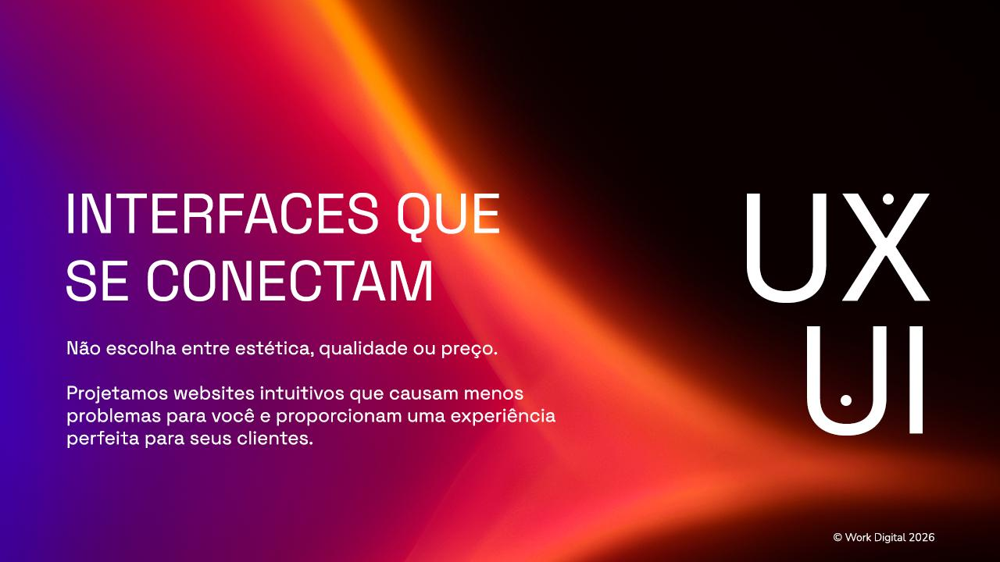 INTERFACES QUE
SE CONECTAM
Não escolha entre estética, qualidade ou preço.
Projetamos websites intuitivos que causam menos
problemas para você e proporcionam uma experiência
perfeita para seus clientes.
UX
UI
© Work Digital 2026